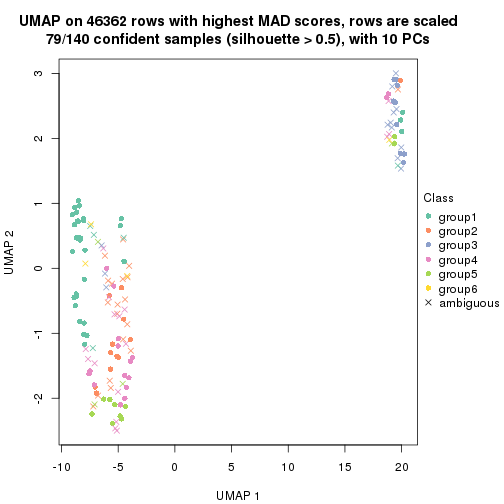 UMAP on 46362 rows with highest MAD scores, rows are scaled
79/140 confident samples (silhouette > 0.5), with 10 PCs
3
2
1
0
-1
-2
UMAP 2
-10
-5
0
5
10
15
20
UMAP 1
Class
group1
group2
group3
group4
group5
group6
ambiguous